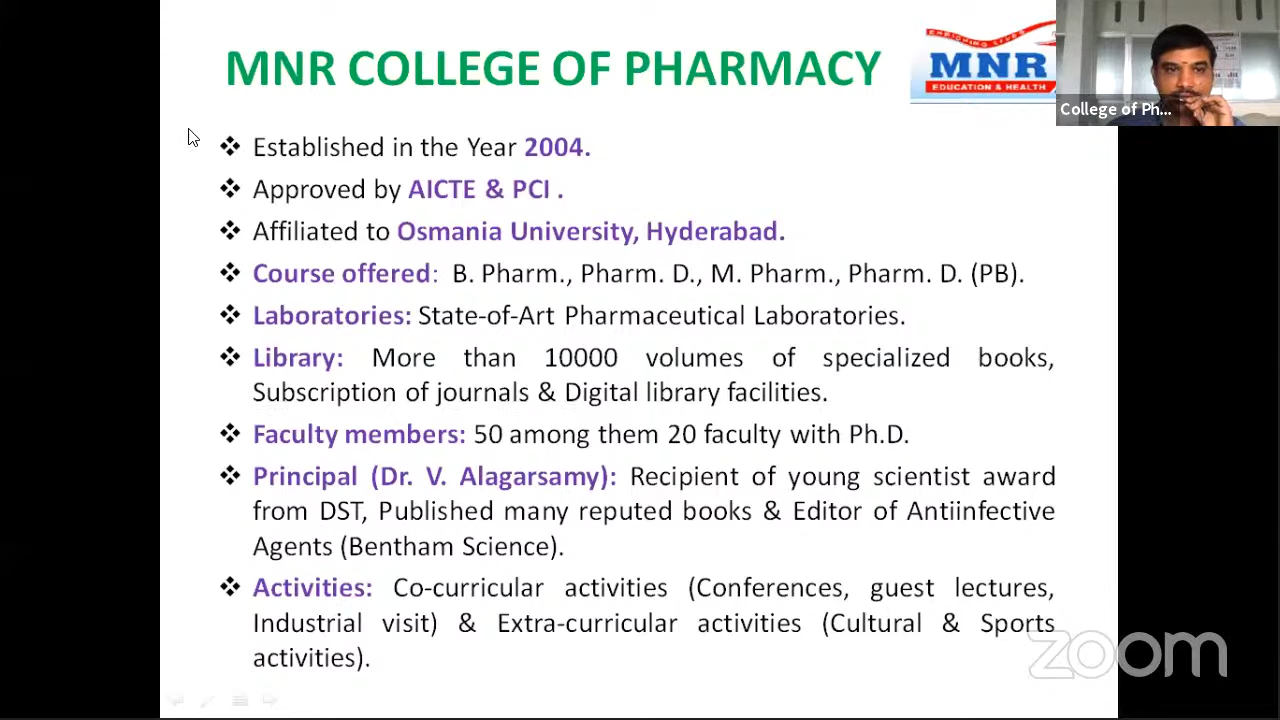 MNR COLLEGE OF PHARMACY
ENRICHING LIVES
MNR
EDUCATION & HEALTH
College of Ph...
❖ Established in the Year 2004.
❖ Approved by AICTE & PCI .
❖ Affiliated to Osmania University, Hyderabad.
❖ Course offered: B. Pharm., Pharm. D., M. Pharm., Pharm. D. (PB).
❖ Laboratories: State-of-Art Pharmaceutical Laboratories.
❖ Library: More than 10000 volumes of specialized books,
Subscription of journals & Digital library facilities.
❖ Faculty members: 50 among them 20 faculty with Ph.D.
❖ Principal (Dr. V. Alagarsamy): Recipient of young scientist award
from DST, Published many reputed books & Editor of Antiinfective
Agents (Bentham Science).
❖ Activities: Co-curricular activities (Conferences, guest lectures,
Industrial visit) & Extra-curricular activities (Cultural & Sports
activities).
zoom